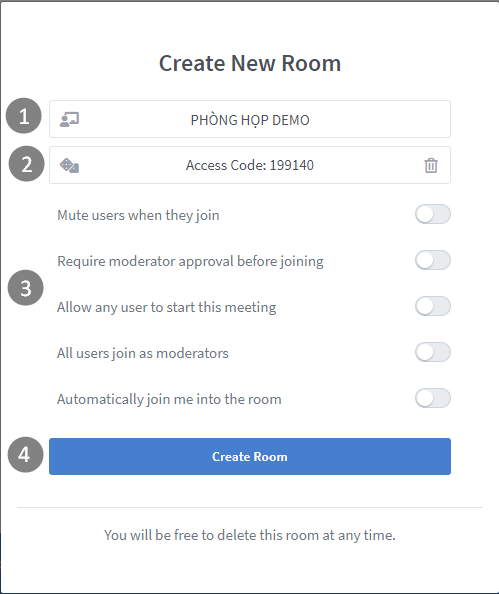 Create New Room
1
PHÒNG HỌP DEMO
2
Access Code: 199140
Mute users when they join
Require moderator approval before joining
3
Allow any user to start this meeting
All users join as moderators
Automatically join me into the room
4
Create Room
You will be free to delete this room at any time.